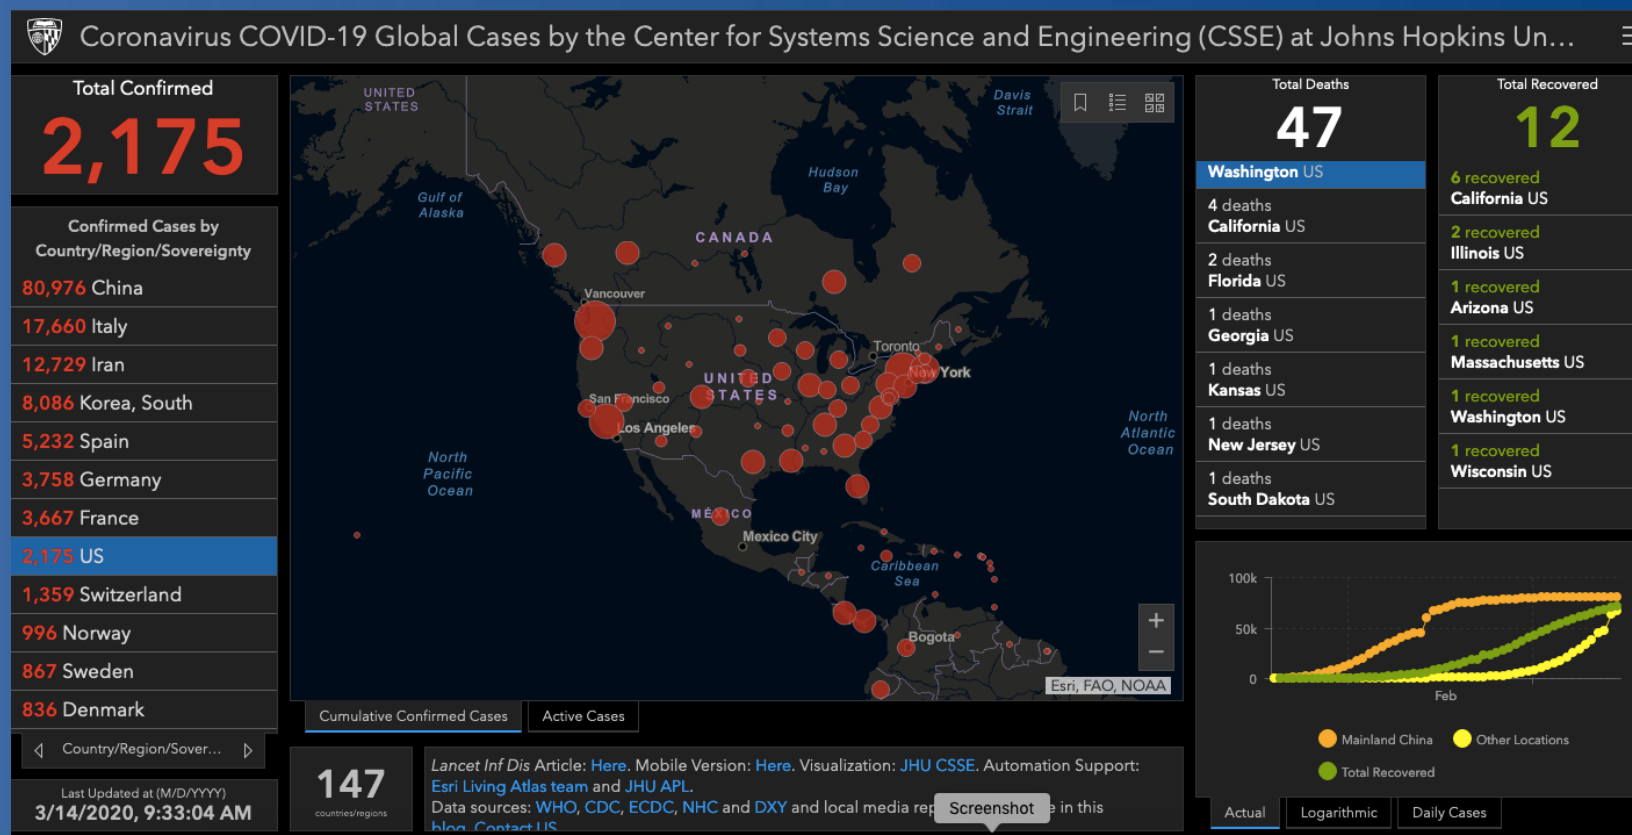 Coronavirus COVID-19 Global Cases by the Center for Systems Science and Engineering (CSSE) at Johns Hopkins Un...
Total Confirmed
2,175
Confirmed Cases by
Country/Region/Sovereignty
80,976 China
17,660 Italy
12,729 Iran
8,086 Korea, South
5,232 Spain
3,758 Germany
3,667 France
2,175 US
1,359 Switzerland
996 Norway
867 Sweden
836 Denmark
Country/Region/Sover...
Last Updated at (M/D/YYYY)
3/14/2020, 9:33:04 AM
UNITED
STATES
Davis
Strait
Hudson
Bay
Gulf of
Alaska
CANADA
Vancouver
Toronto
New York
UNITED
STATES
San Francisco
Los Angeles
North
Atlantic
Ocean
North
Pacific
Ocean
MÉXICO
Mexico City
Caribbean
Sea
Bogota
+
−
Esri, FAO, NOAA
Cumulative Confirmed Cases
Active Cases
147
countries/regions
Lancet Inf Dis Article: Here. Mobile Version: Here. Visualization: JHU CSSE. Automation Support:
Esri Living Atlas team and JHU APL.
Data sources: WHO, CDC, ECDC, NHC and DXY and local media rep e in this
blog. Contact US.
Screenshot
Total Deaths
47
Washington US
4 deaths
California US
2 deaths
Florida US
1 deaths
Georgia US
1 deaths
Kansas US
1 deaths
New Jersey US
1 deaths
South Dakota US
Total Recovered
12
6 recovered
California US
2 recovered
Illinois US
1 recovered
Arizona US
1 recovered
Massachusetts US
1 recovered
Washington US
1 recovered
Wisconsin US
100k
50k
0
Feb
Mainland China
Other Locations
Total Recovered
Actual
Logarithmic
Daily Cases